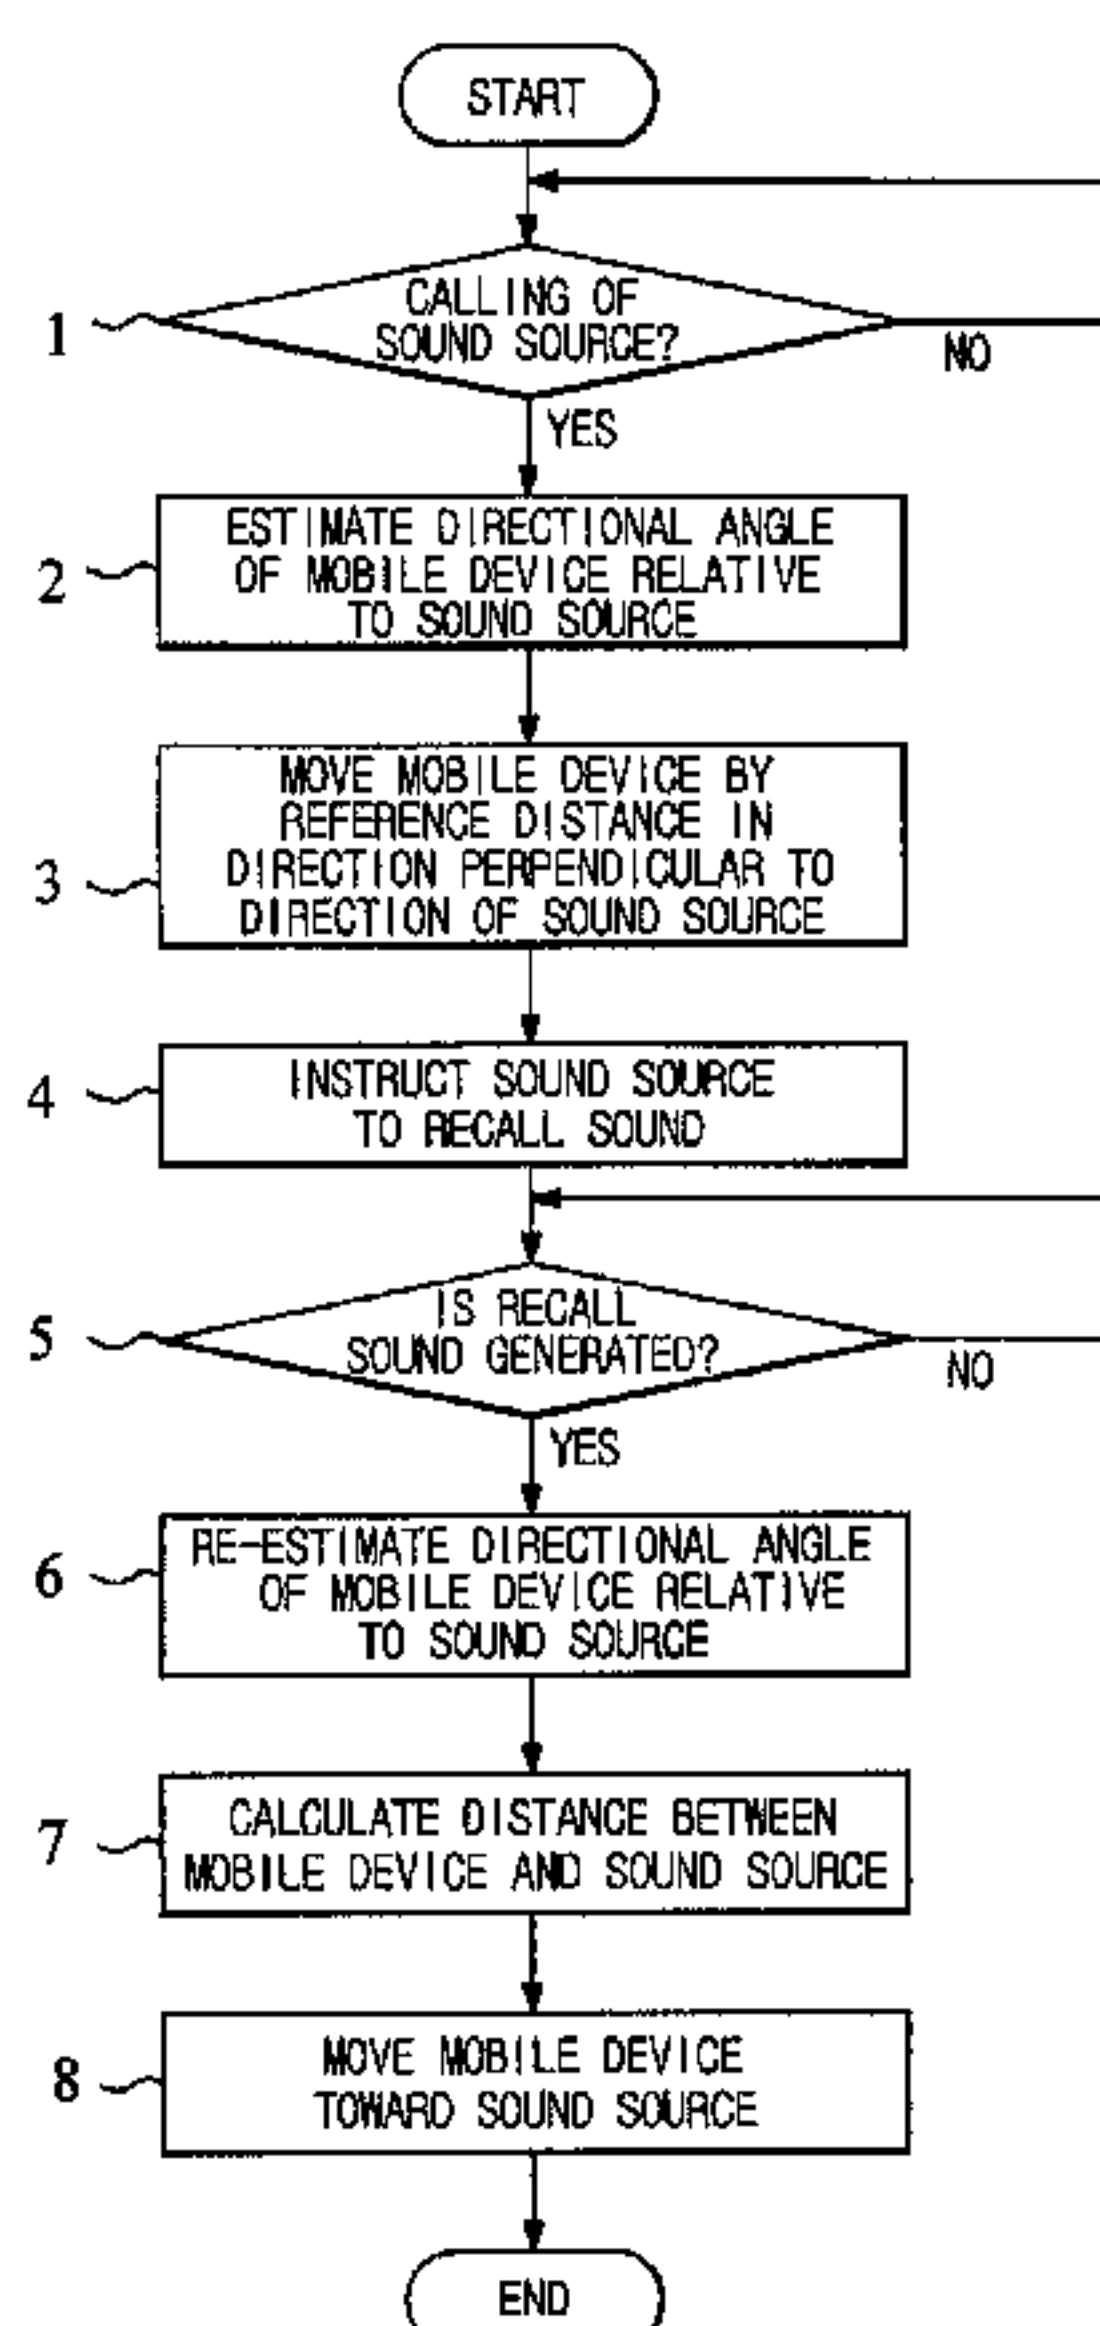 START
CALLING OF
SOUND SOURCE?
1
NO
YES
ESTIMATE DIRECTIONAL ANGLE
OF MOBILE DEVICE RELATIVE
TO SOUND SOURCE
2
MOVE MOBILE DEVICE BY
REFERENCE DISTANCE IN
DIRECTION PERPENDICULAR TO
DIRECTION OF SOUND SOURCE
3
INSTRUCT SOUND SOURCE
TO RECALL SOUND
4
IS RECALL
SOUND GENERATED?
5
NO
YES
RE-ESTIMATE DIRECTIONAL ANGLE
OF MOBILE DEVICE RELATIVE
TO SOUND SOURCE
6
CALCULATE DISTANCE BETWEEN
MOBILE DEVICE AND SOUND SOURCE
7
MOVE MOBILE DEVICE
TOWARD SOUND SOURCE
8
END